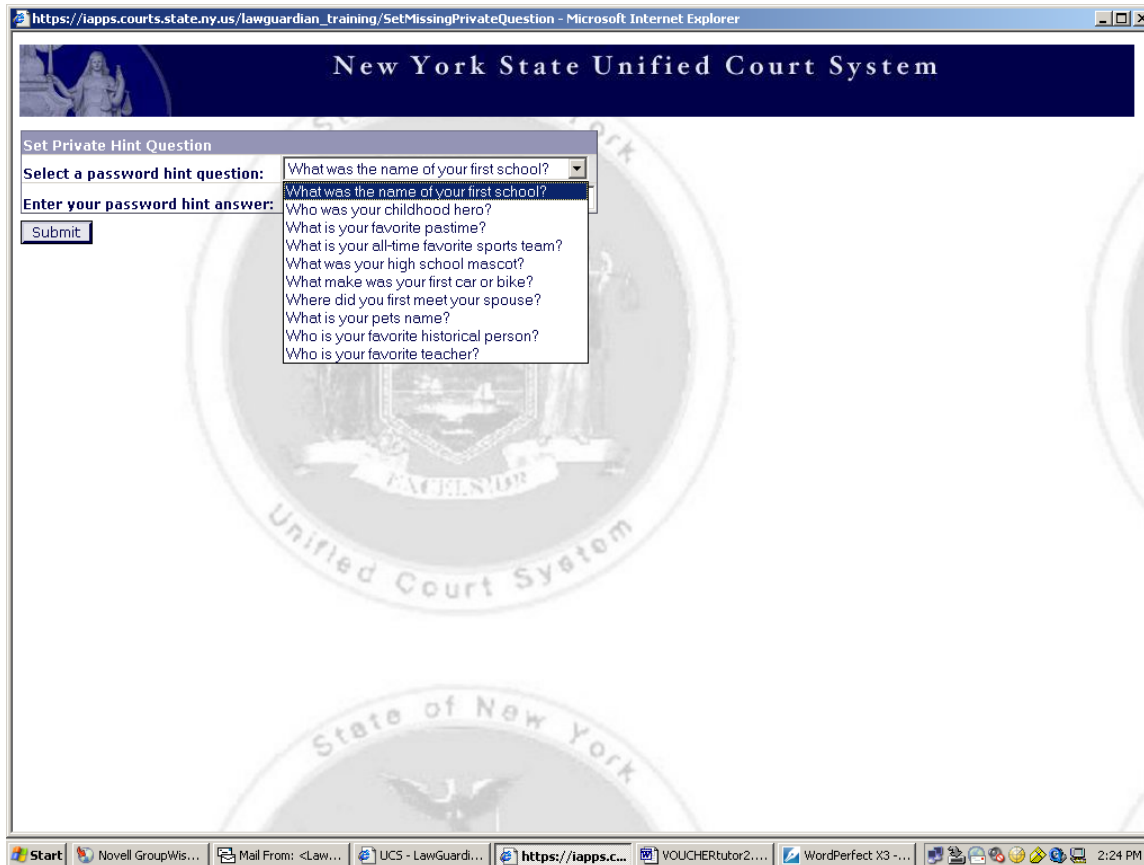 https://iapps.courts.state.ny.us/lawguardian_training/SetMissingPrivateQuestion - Microsoft Internet Explorer
New York State Unified Court System
Set Private Hint Question
Select a password hint question: What was the name of your first school?
Enter your password hint answer:
What was the name of your first school?
Who was your childhood hero?
What is your favorite pastime?
What is your all-time favorite sports team?
What was your high school mascot?
What make was your first car or bike?
Where did you first meet your spouse?
What is your pets name?
Who is your favorite historical person?
Who is your favorite teacher?
Submit
EXCELSIOR
Unified Court System
State of New York
Start Novell GroupWis... Mail From: <Law... UCS - LawGuardi... https://iapps.c... VOUCHERtutor2.... WordPerfect X3 -... 2:24 PM